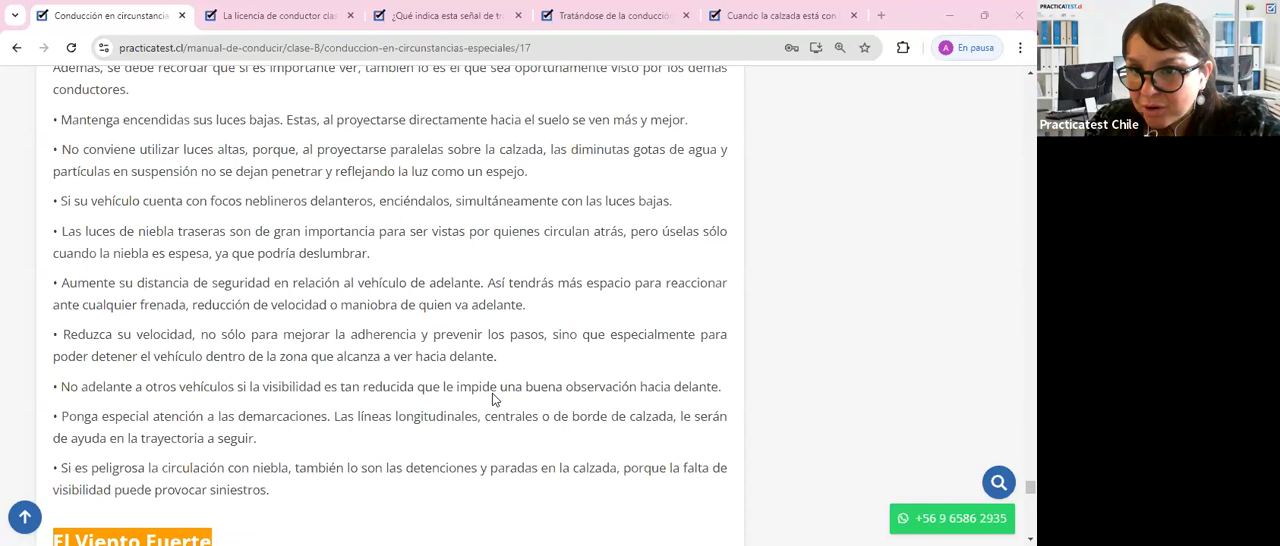 Conducción en circunstancia
La licencia de conductor clas
¿Qué indica esta señal de tra
Tratándose de la conducción
Cuando la calzada está con
practicatest.cl/manual-de-conducir/clase-B/conduccion-en-circunstancias-especiales/17
A En pausa
PRACTICATEST.cl
Practicatest Chile
Además, se debe recordar que si es importante ver, también lo es el que sea oportunamente visto por los demás
conductores.
• Mantenga encendidas sus luces bajas. Estas, al proyectarse directamente hacia el suelo se ven más y mejor.
• No conviene utilizar luces altas, porque, al proyectarse paralelas sobre la calzada, las diminutas gotas de agua y
partículas en suspensión no se dejan penetrar y reflejando la luz como un espejo.
• Si su vehículo cuenta con focos neblineros delanteros, enciéndalos, simultáneamente con las luces bajas.
• Las luces de niebla traseras son de gran importancia para ser vistas por quienes circulan atrás, pero úselas sólo
cuando la niebla es espesa, ya que podría deslumbrar.
• Aumente su distancia de seguridad en relación al vehículo de adelante. Así tendrás más espacio para reaccionar
ante cualquier frenada, reducción de velocidad o maniobra de quien va adelante.
• Reduzca su velocidad, no sólo para mejorar la adherencia y prevenir los pasos, sino que especialmente para
poder detener el vehículo dentro de la zona que alcanza a ver hacia delante.
• No adelante a otros vehículos si la visibilidad es tan reducida que le impide una buena observación hacia delante.
• Ponga especial atención a las demarcaciones. Las líneas longitudinales, centrales o de borde de calzada, le serán
de ayuda en la trayectoria a seguir.
• Si es peligrosa la circulación con niebla, también lo son las detenciones y paradas en la calzada, porque la falta de
visibilidad puede provocar siniestros.
+56 9 6586 2935
El Viento Fuerte